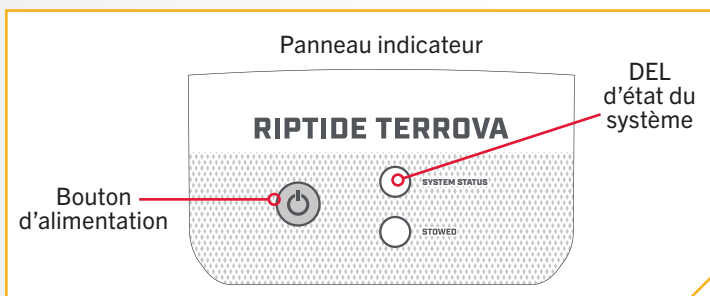 Panneau indicateur
DEL
d'état du
système
RIPTIDE TERROVA
SYSTEM STATUS
Bouton
d'alimentation
STOWED